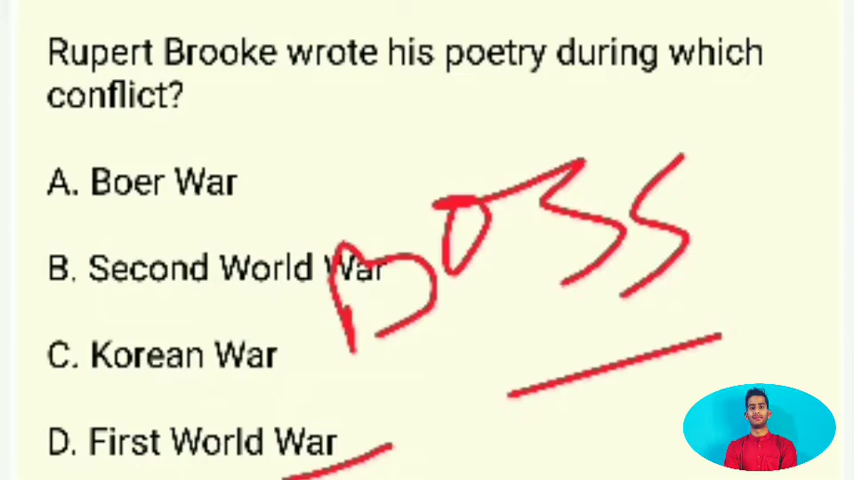 Rupert Brooke wrote his poetry during which
conflict?
A. Boer War
B. Second World War
C. Korean War
D. First World War
BOSS